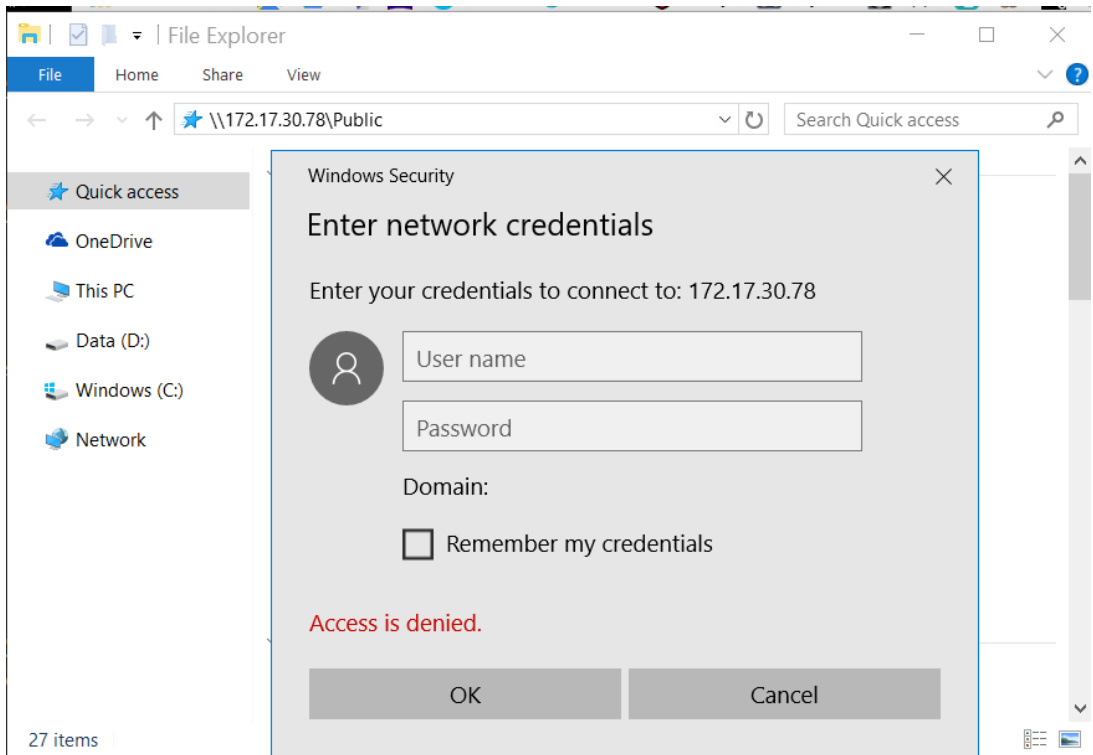 File Explorer
File Home Share View
\\172.17.30.78\Public Search Quick access
Quick access
OneDrive
This PC
Data (D:)
Windows (C:)
Network
Windows Security
Enter network credentials
Enter your credentials to connect to: 172.17.30.78
User name
Password
Domain:
Remember my credentials
Access is denied.
OK Cancel
27 items